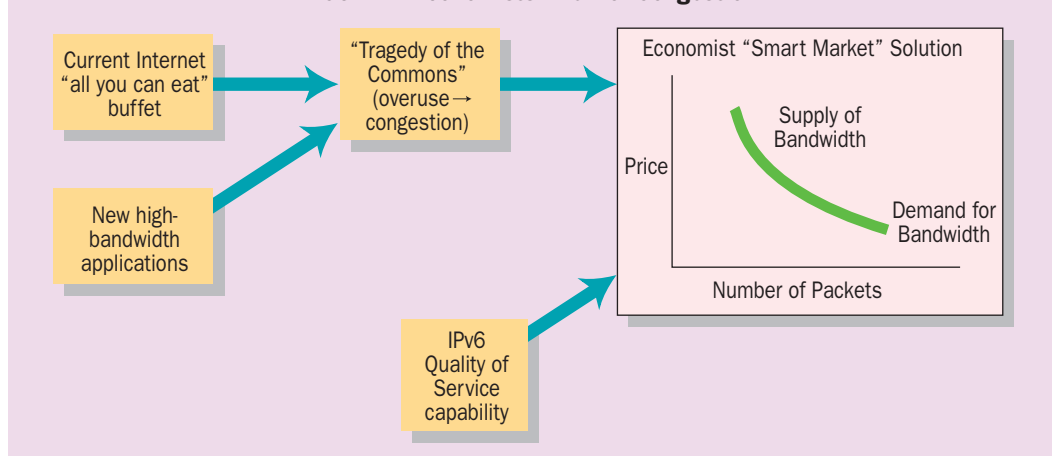 Current Internet
“all you can eat”
buffet
“Tragedy of the
Commons”
(overuse →
congestion)
New high-
bandwidth
applications
IPv6
Quality of
Service
capability
Economist “Smart Market” Solution
Supply of
Bandwidth
Price
Demand for
Bandwidth
Number of Packets